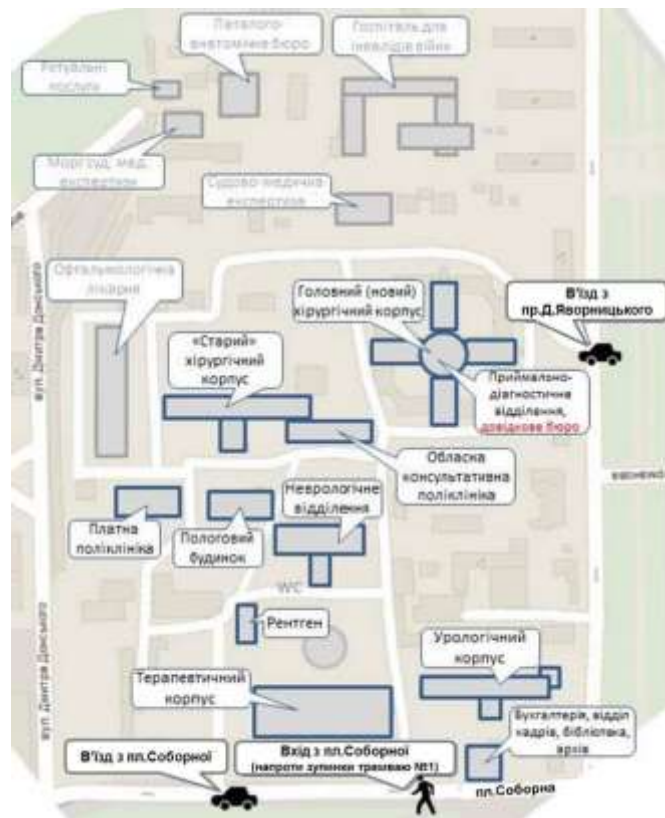 Патолого-
анатомічне бюро
Госпіталь для
інвалідів війни
Ритуальні
послуги
Морг суд. мед.
експертизи
Судово-медична
експертиза
Офтальмологічна
лікарня
Головний (новий)
хірургічний корпус
В'їзд з
пр.Д.Яворницького
«Старий»
хірургічний
корпус
Приймально-
діагностичне
відділення,
довідкове бюро
вул. Дмитра Донського
Обласна
консультативна
поліклініка
Неврологічне
відділення
Платна
поліклініка
Пологовий
будинок
WC
Рентген
Урологічний
корпус
Терапевтичний
корпус
вул. Дмитра Донського
Бухгалтерія, відділ
кадрів, бібліотека,
архів
В'їзд з пл.Соборної
Вхід з пл.Соборної
(напроти зупинки трамваю №1)
пл.Соборна